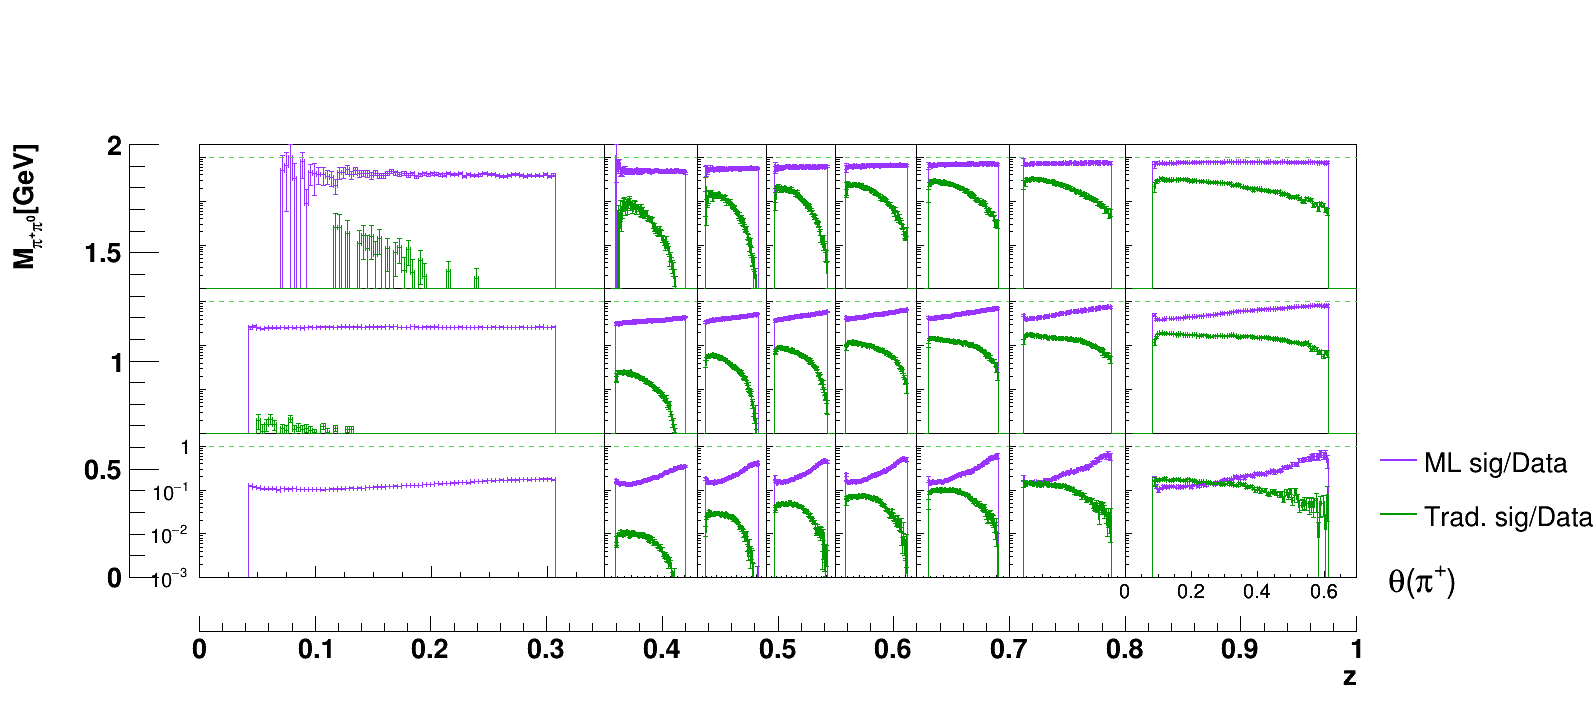 M π⁺π⁰ [GeV]
2
1.5
1
0.5
0
1
10⁻¹
10⁻²
10⁻³
ML sig/Data
Trad. sig/Data
θ(π⁺)
0 0.2 0.4 0.6
0 0.1 0.2 0.3 0.4 0.5 0.6 0.7 0.8 0.9 1
z